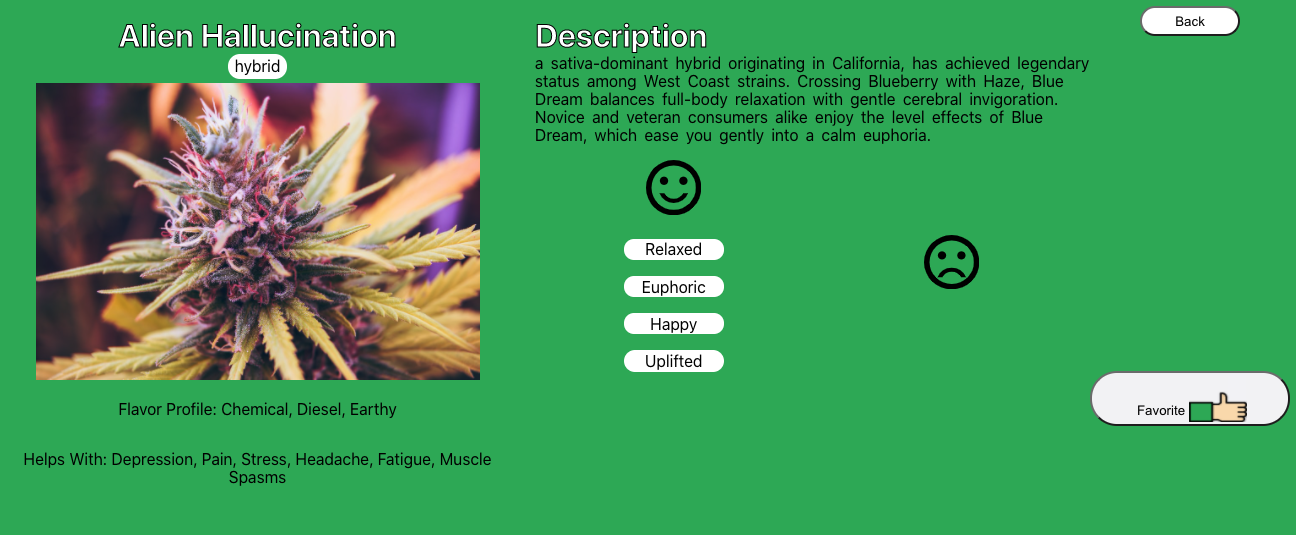 Alien Hallucination
hybrid
Flavor Profile: Chemical, Diesel, Earthy
Helps With: Depression, Pain, Stress, Headache, Fatigue, Muscle
Spasms
Description
a sativa-dominant hybrid originating in California, has achieved legendary
status among West Coast strains. Crossing Blueberry with Haze, Blue
Dream balances full-body relaxation with gentle cerebral invigoration.
Novice and veteran consumers alike enjoy the level effects of Blue
Dream, which ease you gently into a calm euphoria.
Relaxed
Euphoric
Happy
Uplifted
Back
Favorite